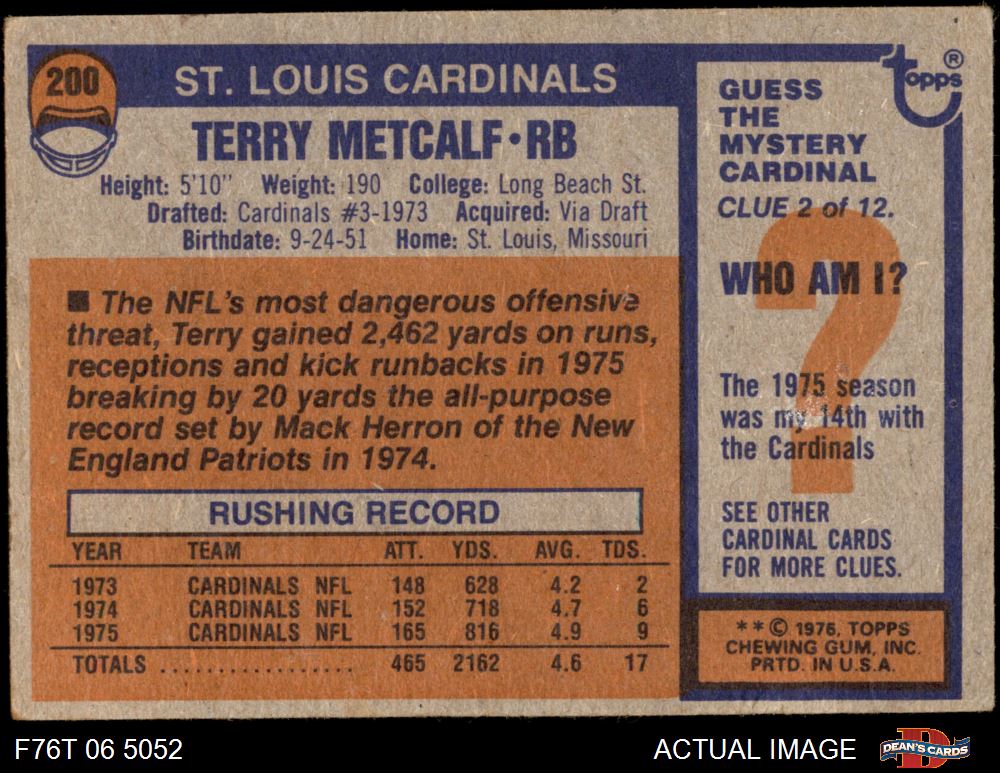 200
ST. LOUIS CARDINALS
TERRY METCALF•RB
Height: 5'10" Weight: 190 College: Long Beach St.
Drafted: Cardinals #3-1973 Acquired: Via Draft
Birthdate: 9-24-51 Home: St. Louis, Missouri
■ The NFL's most dangerous offensive
threat, Terry gained 2,462 yards on runs,
receptions and kick runbacks in 1975
breaking by 20 yards the all-purpose
record set by Mack Herron of the New
England Patriots in 1974.
RUSHING RECORD
YEAR TEAM ATT. YDS. AVG. TDS.
1973 CARDINALS NFL 148 628 4.2 2
1974 CARDINALS NFL 152 718 4.7 6
1975 CARDINALS NFL 165 816 4.9 9
TOTALS .................. 465 2162 4.6 17
topps ®
GUESS
THE
MYSTERY
CARDINAL
CLUE 2 of 12.
?
WHO AM I?
The 1975 season
was my 14th with
the Cardinals
SEE OTHER
CARDINAL CARDS
FOR MORE CLUES.
**© 1976, TOPPS
CHEWING GUM, INC.
PRTD. IN U.S.A.
F76T 06 5052
ACTUAL IMAGE
DEAN'S CARDS